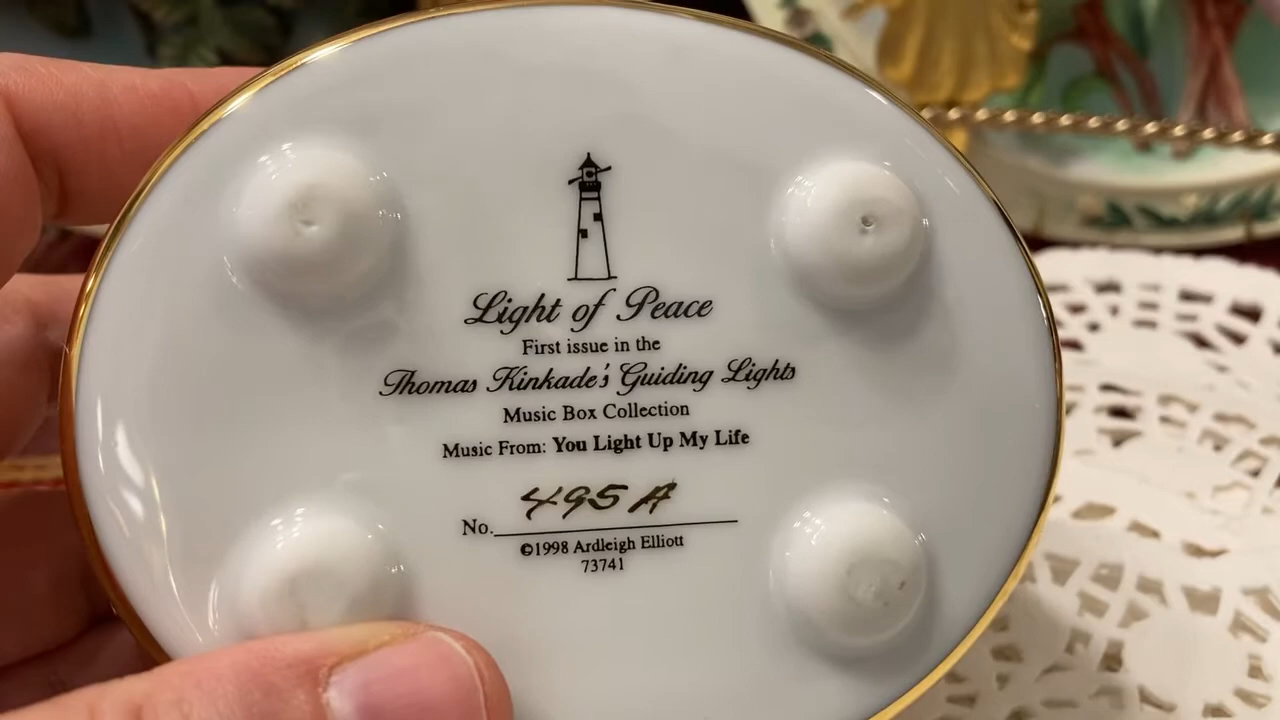 Light of Peace
First issue in the
Thomas Kinkade's Guiding Lights
Music Box Collection
Music From: You Light Up My Life
495A
No.
©1998 Ardleigh Elliott
73741